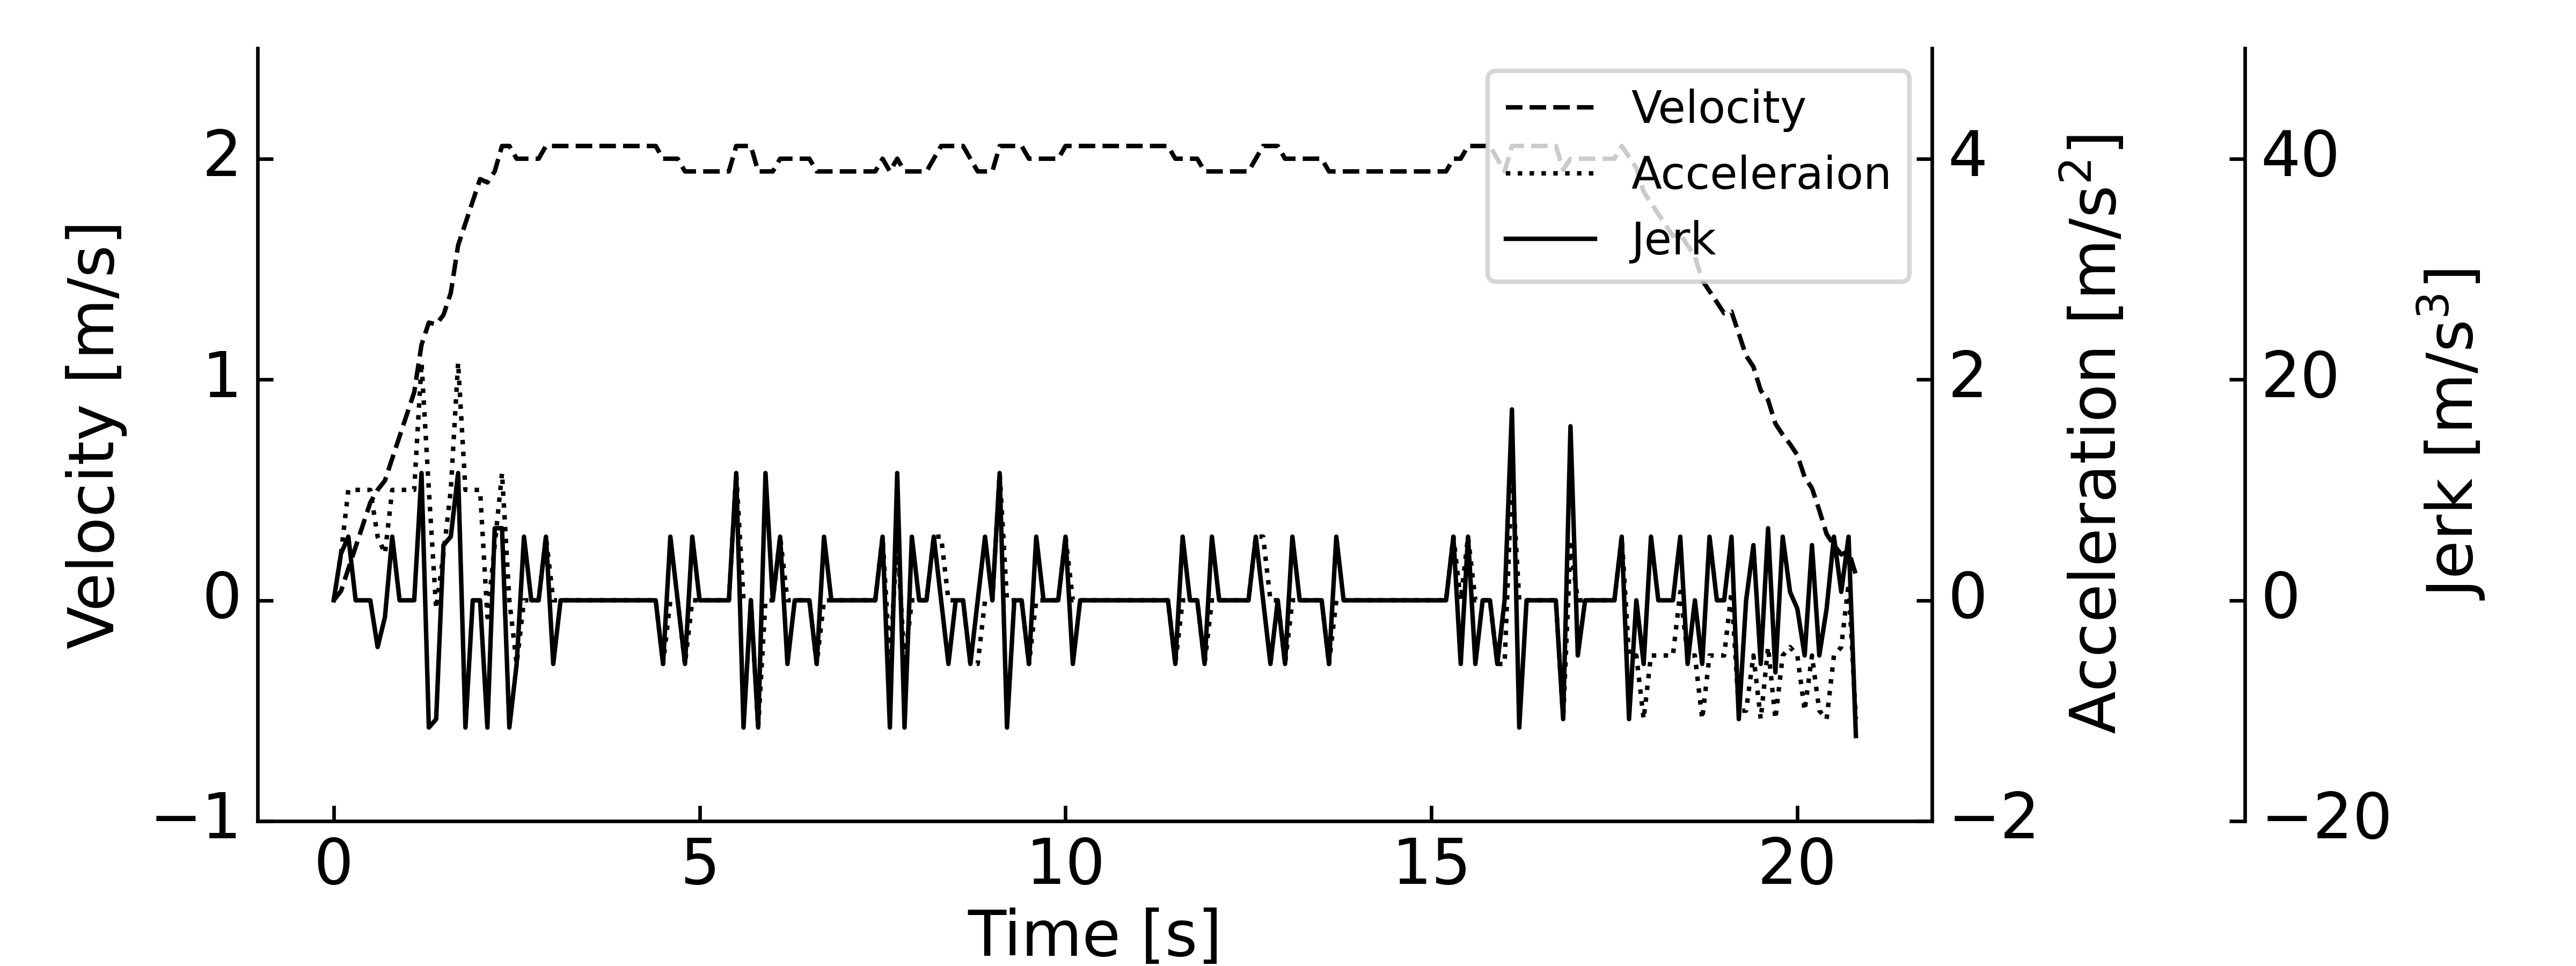 Velocity [m/s]
2
1
0
−1
0 5 10 15 20
Time [s]
Velocity
Acceleraion
Jerk
4
2
0
−2
Acceleration [m/s²]
40
20
0
−20
Jerk [m/s³]